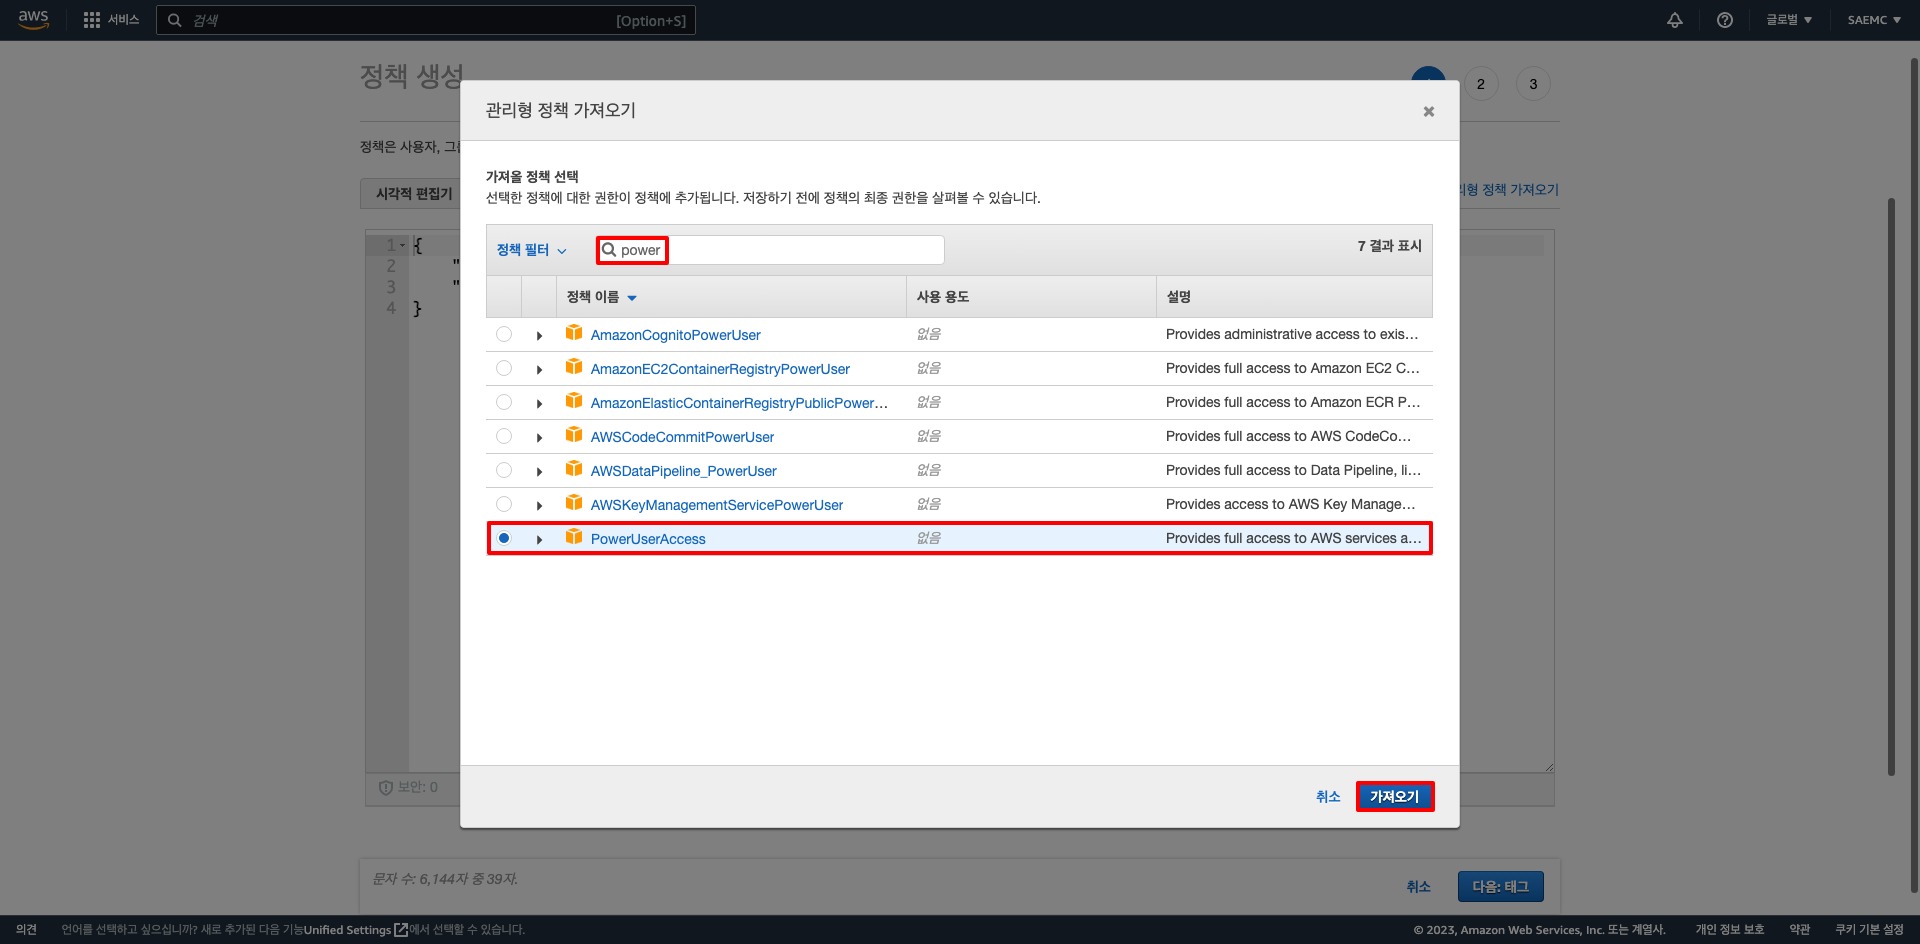 aws
서비스
검색
[Option+S]
글로벌 ▼
SAEMC ▼
정책 생성
2
3
관리형 정책 가져오기
정책은 사용자, 그
시각적 편집기
리형 정책 가져오기
가져올 정책 선택
선택한 정책에 대한 권한이 정책에 추가됩니다. 저장하기 전에 정책의 최종 권한을 살펴볼 수 있습니다.
정책 필터
power
7 결과 표시
1 {
2 "
3 "
4 }
정책 이름
사용 용도
설명
AmazonCognitoPowerUser 없음 Provides administrative access to exis...
AmazonEC2ContainerRegistryPowerUser 없음 Provides full access to Amazon EC2 C...
AmazonElasticContainerRegistryPublicPower... 없음 Provides full access to Amazon ECR P...
AWSCodeCommitPowerUser 없음 Provides full access to AWS CodeCo...
AWSDataPipeline_PowerUser 없음 Provides full access to Data Pipeline, li...
AWSKeyManagementServicePowerUser 없음 Provides access to AWS Key Manage...
PowerUserAccess 없음 Provides full access to AWS services a...
보안: 0
취소
가져오기
문자 수: 6,144자 중 39자.
취소
다음: 태그
의견
언어를 선택하고 싶으십니까? 새로 추가된 다음 기능Unified Settings에서 선택할 수 있습니다.
© 2023, Amazon Web Services, Inc. 또는 계열사.
개인 정보 보호
약관
쿠키 기본 설정